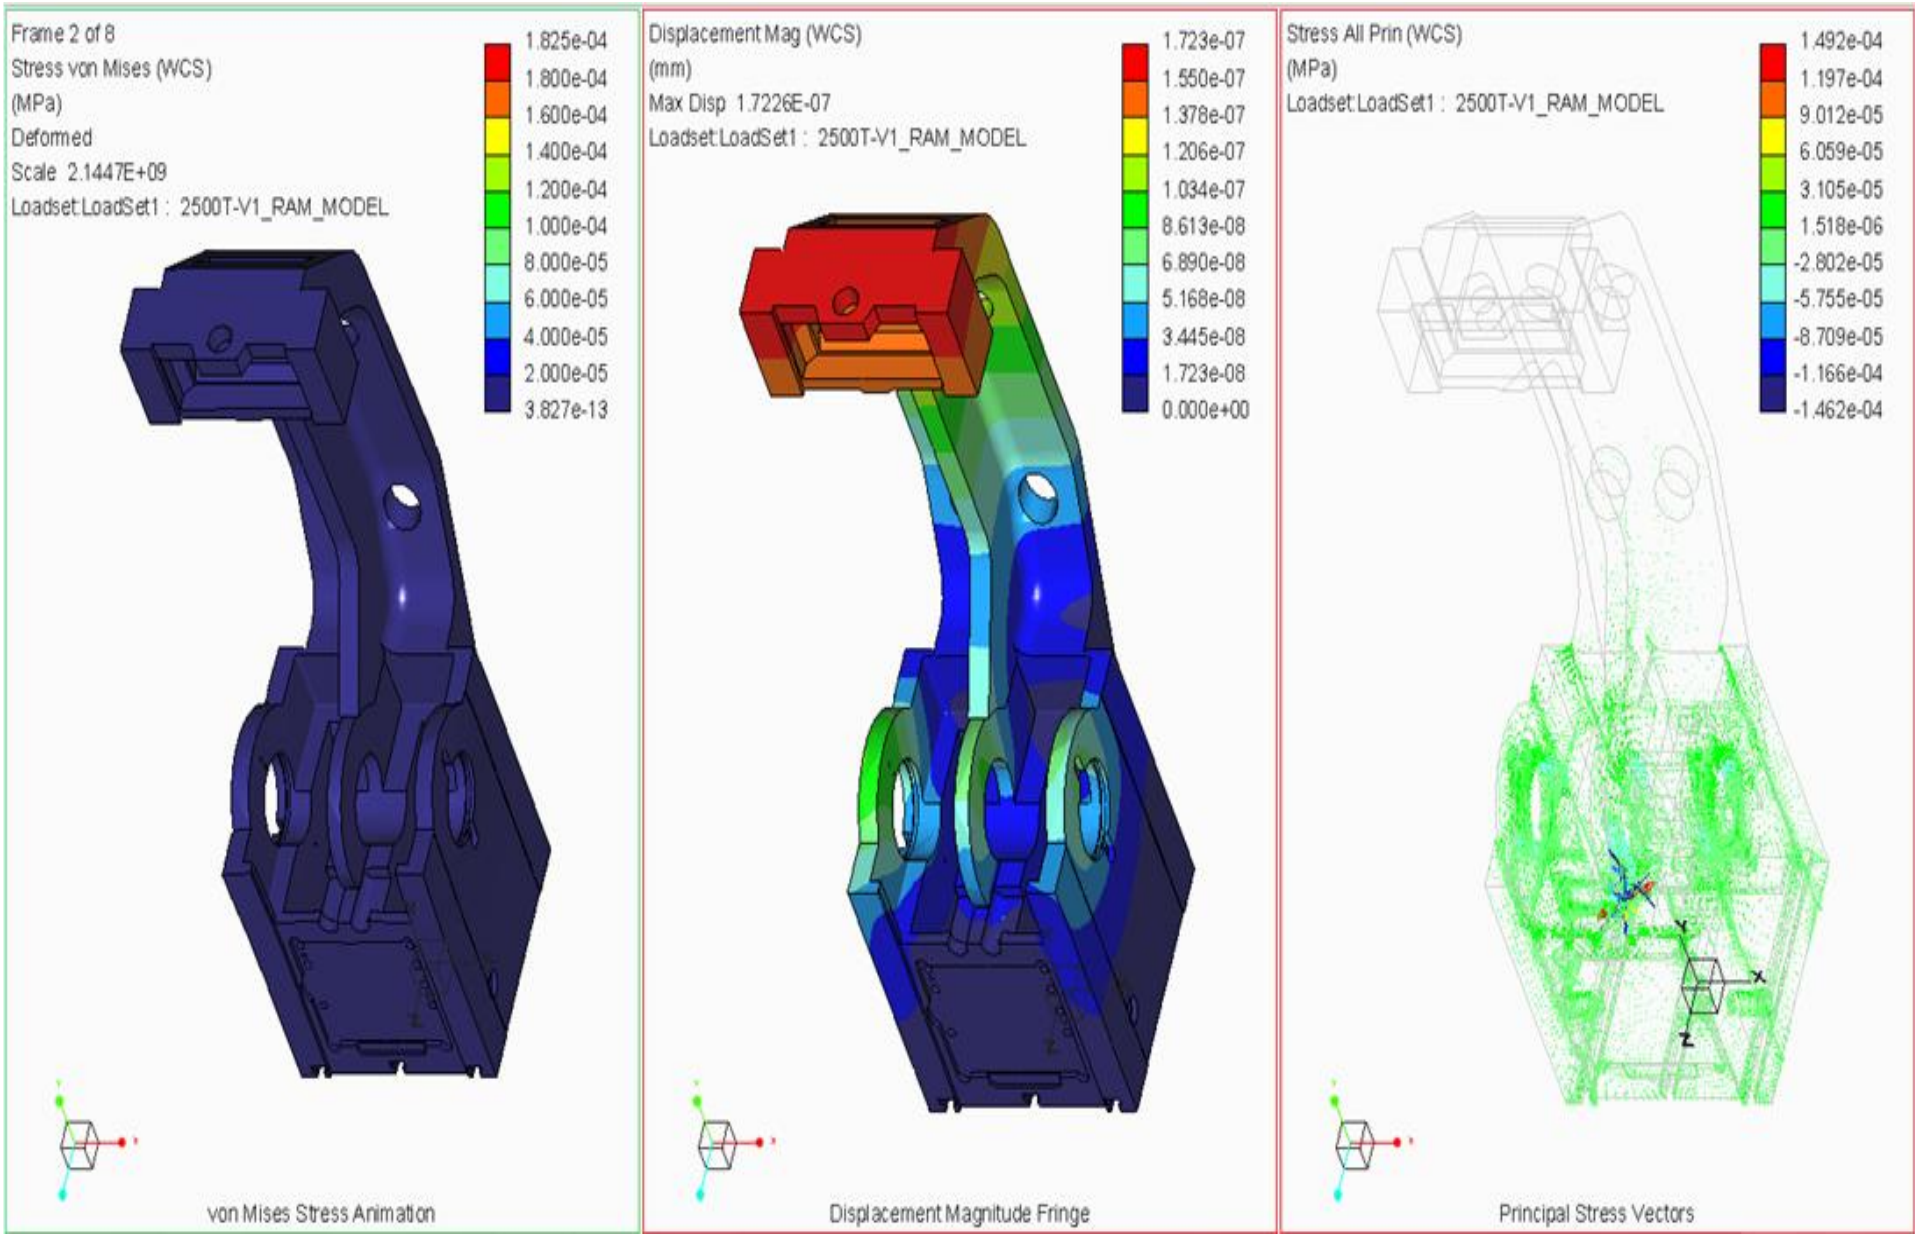 Frame 2 of 8
Stress von Mises (WCS)
(MPa)
Deformed
Scale 2.1447E+09
Loadset:LoadSet1 : 2500T-V1_RAM_MODEL
1.825e-04
1.800e-04
1.600e-04
1.400e-04
1.200e-04
1.000e-04
8.000e-05
6.000e-05
4.000e-05
2.000e-05
3.827e-13
von Mises Stress Animation
Displacement Mag (WCS)
(mm)
Max Disp 1.7226E-07
Loadset:LoadSet1 : 2500T-V1_RAM_MODEL
1.723e-07
1.550e-07
1.378e-07
1.206e-07
1.034e-07
8.613e-08
6.890e-08
5.168e-08
3.445e-08
1.723e-08
0.000e+00
Z
Displacement Magnitude Fringe
Stress All Prin (WCS)
(MPa)
Loadset:LoadSet1 : 2500T-V1_RAM_MODEL
1.492e-04
1.197e-04
9.012e-05
6.059e-05
3.105e-05
1.518e-06
-2.802e-05
-5.755e-05
-8.709e-05
-1.166e-04
-1.462e-04
Y
X
Z
Principal Stress Vectors